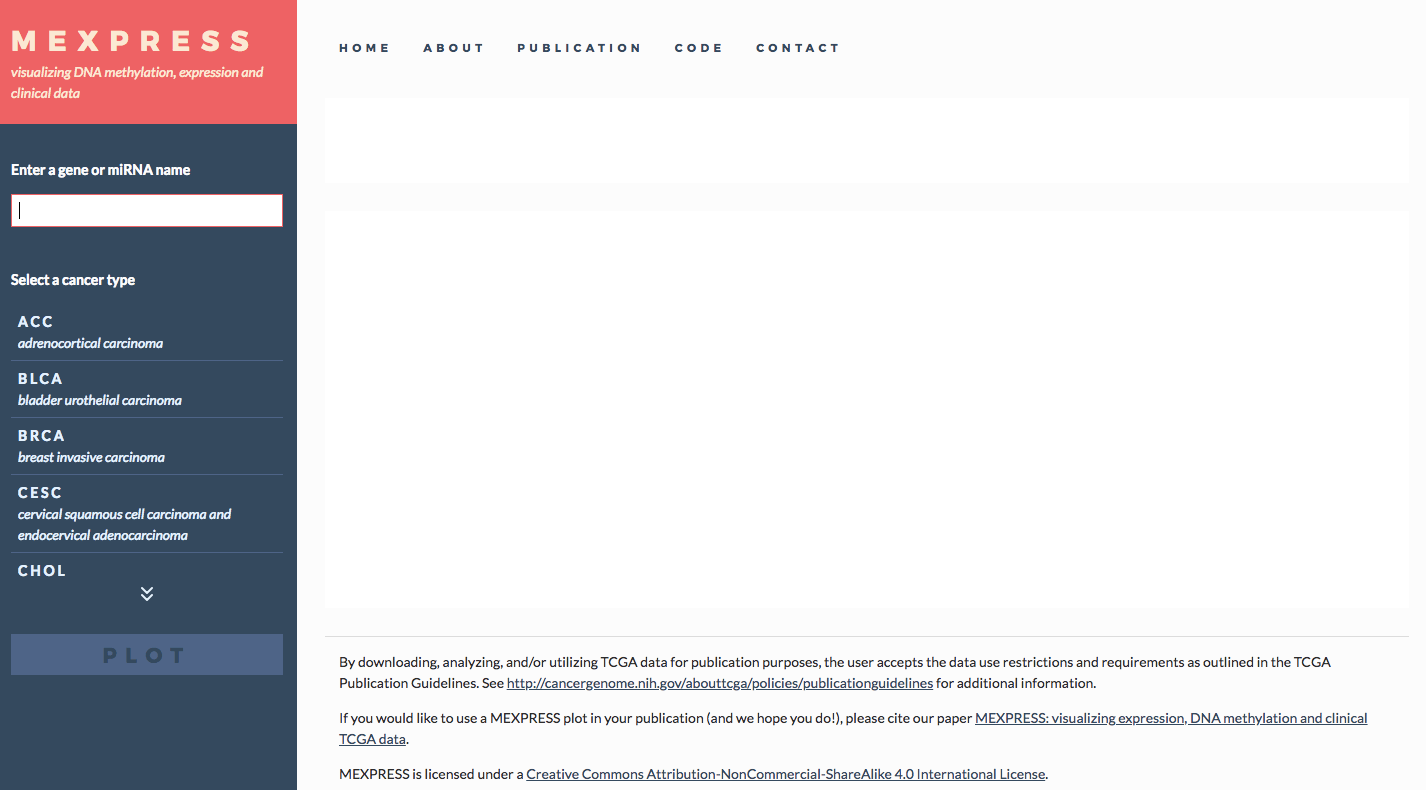 MEXPRESS
visualizing DNA methylation, expression and
clinical data
Enter a gene or miRNA name
Select a cancer type
ACC
adrenocortical carcinoma
BLCA
bladder urothelial carcinoma
BRCA
breast invasive carcinoma
CESC
cervical squamous cell carcinoma and
endocervical adenocarcinoma
CHOL
PLOT
HOME ABOUT PUBLICATION CODE CONTACT
By downloading, analyzing, and/or utilizing TCGA data for publication purposes, the user accepts the data use restrictions and requirements as outlined in the TCGA
Publication Guidelines. See http://cancergenome.nih.gov/abouttcga/policies/publicationguidelines for additional information.
If you would like to use a MEXPRESS plot in your publication (and we hope you do!), please cite our paper MEXPRESS: visualizing expression, DNA methylation and clinical
TCGA data.
MEXPRESS is licensed under a Creative Commons Attribution-NonCommercial-ShareAlike 4.0 International License.